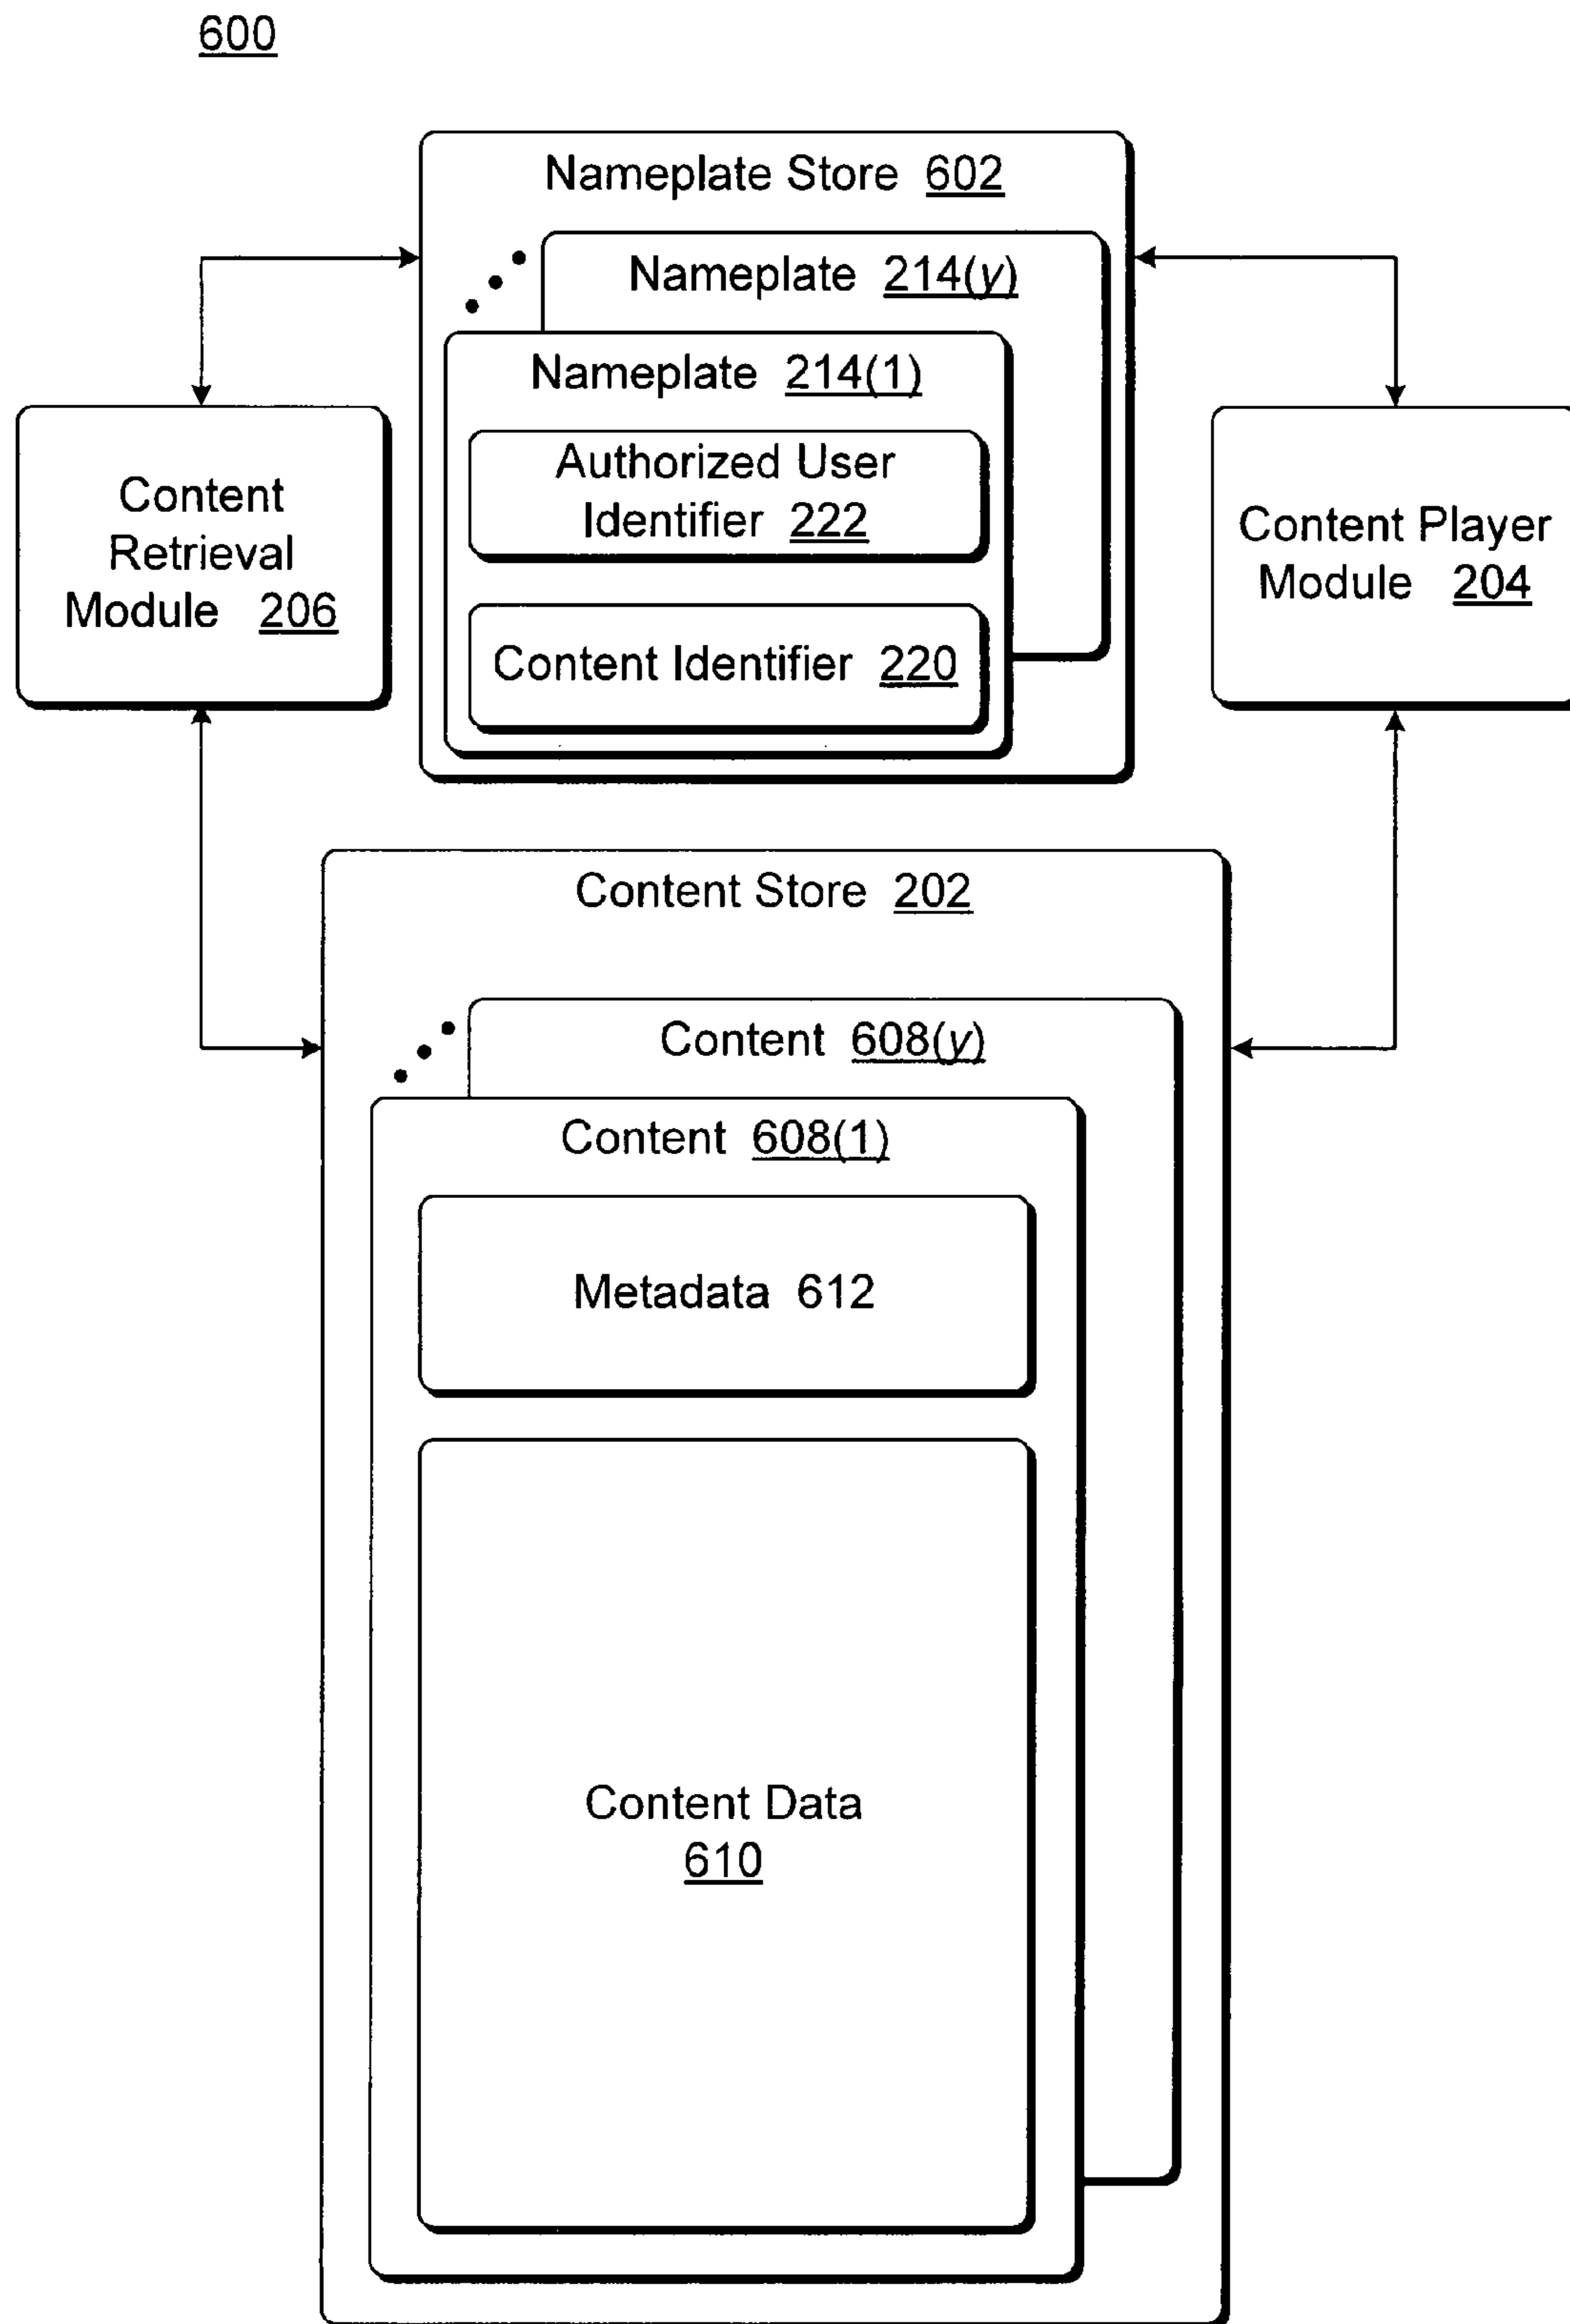 600
Nameplate Store 602
Nameplate 214(y)
Nameplate 214(1)
Authorized User
Identifier 222
Content Identifier 220
Content
Retrieval
Module 206
Content Player
Module 204
Content Store 202
Content 608(y)
Content 608(1)
Metadata 612
Content Data
610